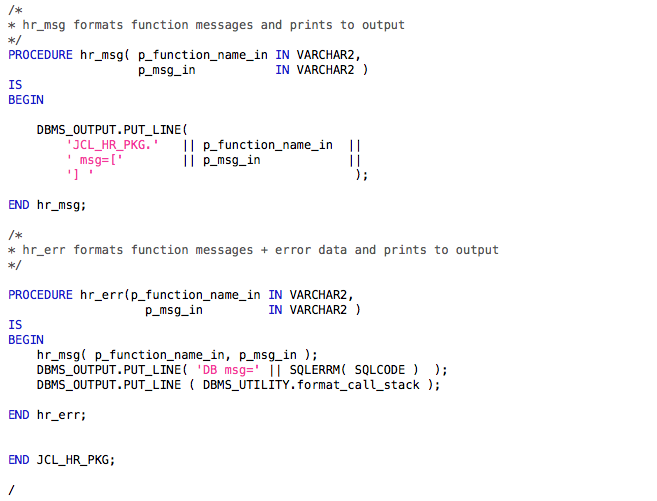 /*
* hr_msg formats function messages and prints to output
*/
PROCEDURE hr_msg( p_function_name_in IN VARCHAR2,
                  p_msg_in           IN VARCHAR2 )
IS
BEGIN

    DBMS_OUTPUT.PUT_LINE(
        'JCL_HR_PKG.'   || p_function_name_in  ||
        ' msg=['        || p_msg_in            ||
        '] '                                    );

END hr_msg;

/*
* hr_err formats function messages + error data and prints to output
*/

PROCEDURE hr_err(p_function_name_in IN VARCHAR2,
                   p_msg_in         IN VARCHAR2 )
IS
BEGIN
    hr_msg( p_function_name_in, p_msg_in );
    DBMS_OUTPUT.PUT_LINE( 'DB msg=' || SQLERRM( SQLCODE )  );
    DBMS_OUTPUT.PUT_LINE ( DBMS_UTILITY.format_call_stack );

END hr_err;


END JCL_HR_PKG;

/